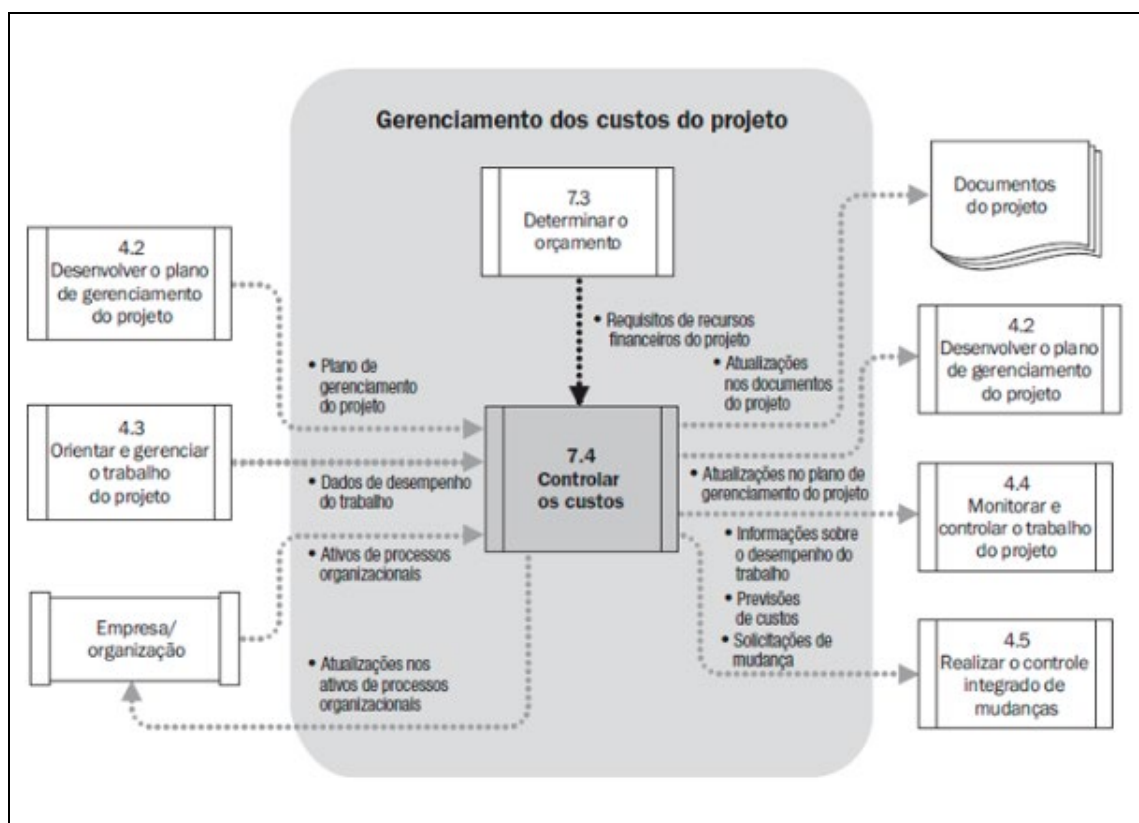 Gerenciamento dos custos do projeto
7.3
Determinar o
orçamento
Documentos
do projeto
4.2
Desenvolver o plano
de gerenciamento
do projeto
• Requisitos de recursos
financeiros do projeto
4.2
Desenvolver o plano
de gerenciamento
do projeto
• Plano de
gerenciamento
do projeto
• Atualizações
nos documentos
do projeto
4.3
Orientar e gerenciar
o trabalho
do projeto
7.4
Controlar
os custos
• Dados de desempenho
do trabalho
• Atualizações no plano de
gerenciamento do projeto
4.4
Monitorar e
controlar o trabalho
do projeto
• Ativos de processos
organizacionais
• Informações sobre
o desempenho do
trabalho
• Previsões
de custos
• Solicitações de
mudança
Empresa/
organização
4.5
Realizar o controle
integrado de
mudanças
• Atualizações nos
ativos de processos
organizacionais